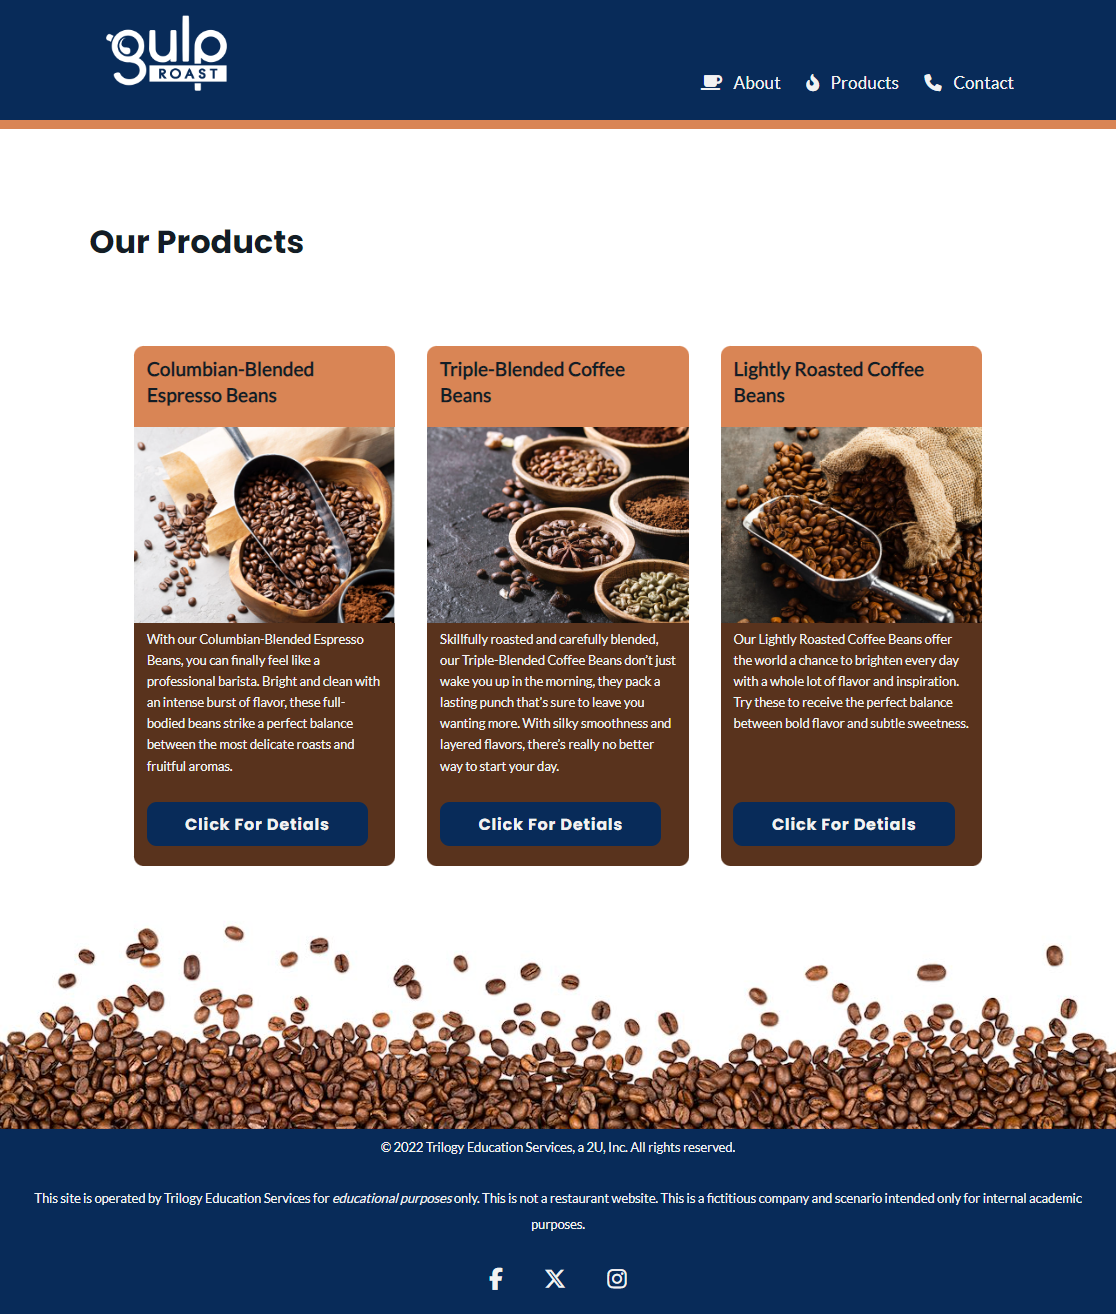 gulp
ROAST
About
Products
Contact
Our Products
Columbian-Blended
Espresso Beans
With our Columbian-Blended Espresso
Beans, you can finally feel like a
professional barista. Bright and clean with
an intense burst of flavor, these full-
bodied beans strike a perfect balance
between the most delicate roasts and
fruitful aromas.
Click For Detials
Triple-Blended Coffee
Beans
Skillfully roasted and carefully blended,
our Triple-Blended Coffee Beans don't just
wake you up in the morning, they pack a
lasting punch that's sure to leave you
wanting more. With silky smoothness and
layered flavors, there's really no better
way to start your day.
Click For Detials
Lightly Roasted Coffee
Beans
Our Lightly Roasted Coffee Beans offer
the world a chance to brighten every day
with a whole lot of flavor and inspiration.
Try these to receive the perfect balance
between bold flavor and subtle sweetness.
Click For Detials
© 2022 Trilogy Education Services, a 2U, Inc. All rights reserved.
This site is operated by Trilogy Education Services for educational purposes only. This is not a restaurant website. This is a fictitious company and scenario intended only for internal academic
purposes.